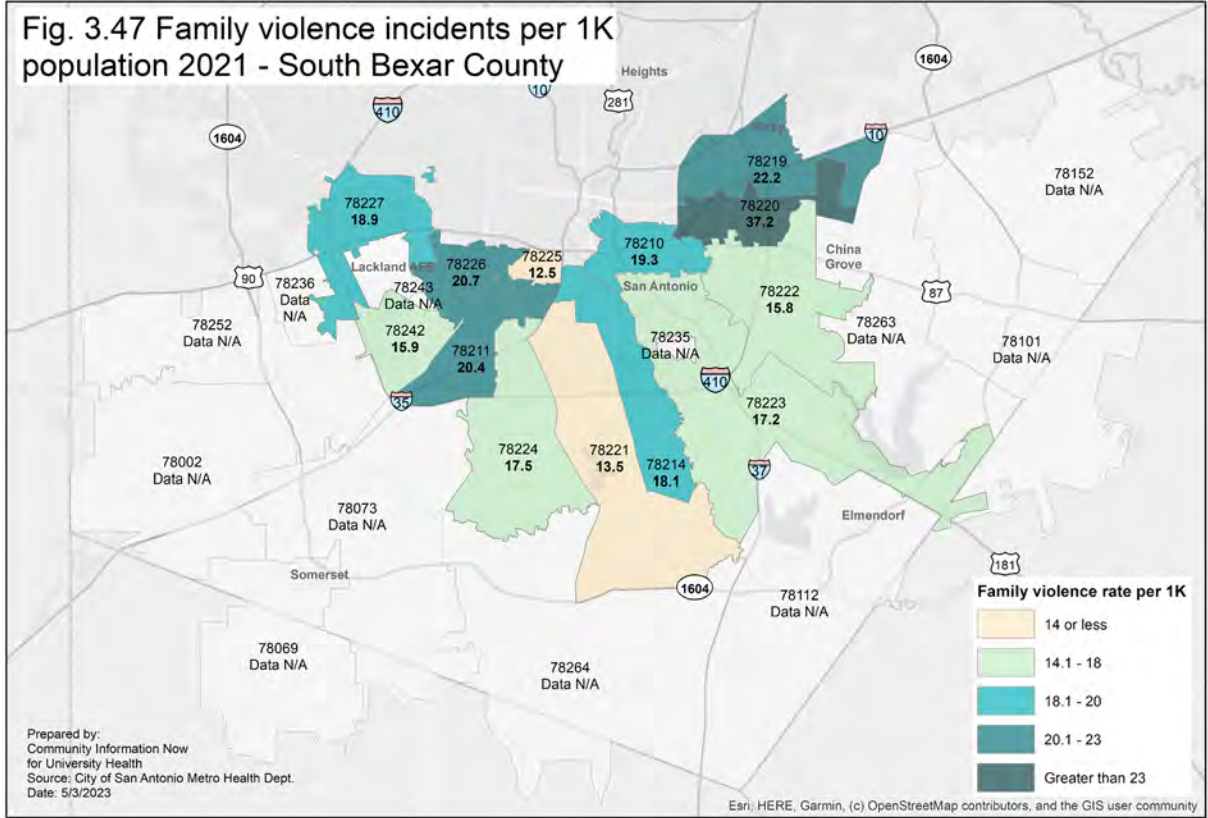 Fig. 3.47 Family violence incidents per 1K
population 2021 - South Bexar County
Heights
1604
10
281
410
1604
10
78219
22.2
78152
Data N/A
78227
18.9
78220
37.2
78210
19.3
China
Grove
78225
12.5
Lackland AFB
78226
20.7
San Antonio
90
78236
Data
N/A
78243
Data N/A
78222
15.8
87
78252
Data N/A
78242
15.9
78235
Data N/A
78263
Data N/A
78101
Data N/A
78211
20.4
410
35
78223
17.2
78224
17.5
78221
13.5
78214
18.1
37
78002
Data N/A
78073
Data N/A
Elmendorf
181
Somerset
1604
78112
Data N/A
78069
Data N/A
78264
Data N/A
Family violence rate per 1K
14 or less
14.1 - 18
18.1 - 20
20.1 - 23
Greater than 23
Prepared by:
Community Information Now
for University Health
Source: City of San Antonio Metro Health Dept.
Date: 5/3/2023
Esri, HERE, Garmin, (c) OpenStreetMap contributors, and the GIS user community